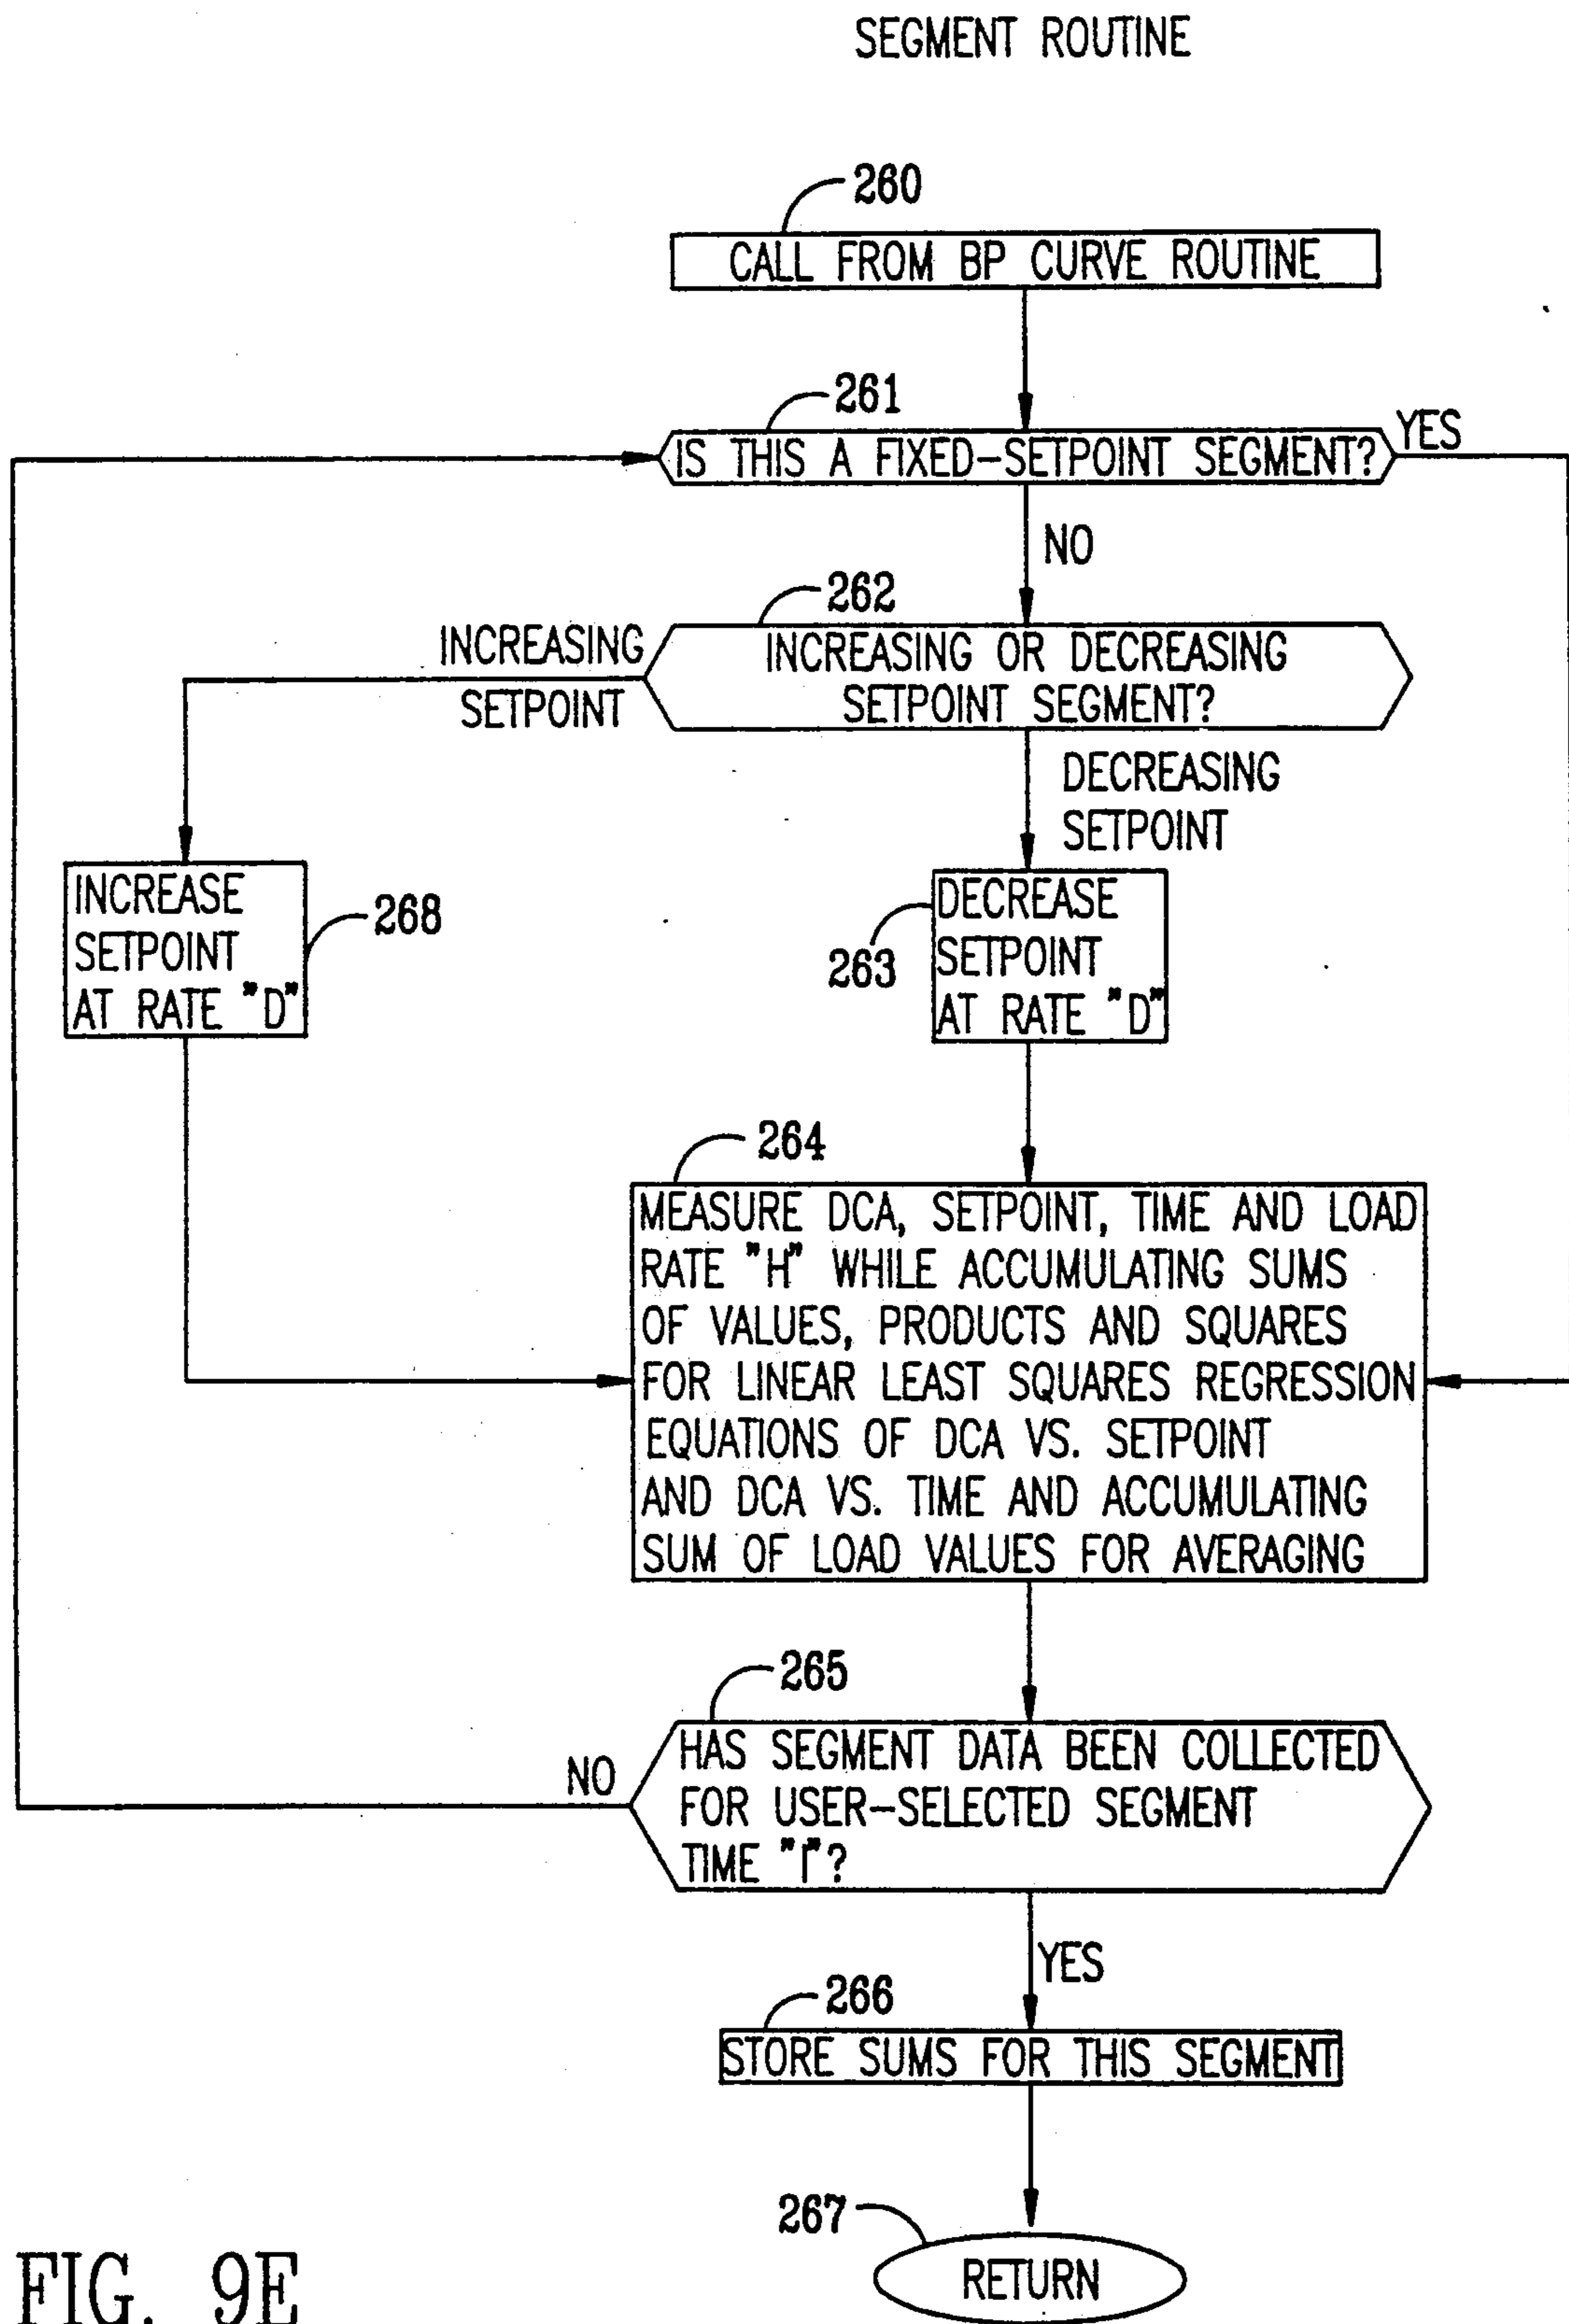 SEGMENT ROUTINE
260
CALL FROM BP CURVE ROUTINE
261
IS THIS A FIXED-SETPOINT SEGMENT?
YES
NO
262
INCREASING
SETPOINT
INCREASING OR DECREASING
SETPOINT SEGMENT?
DECREASING
SETPOINT
INCREASE
SETPOINT
AT RATE "D"
268
263
DECREASE
SETPOINT
AT RATE "D"
264
MEASURE DCA, SETPOINT, TIME AND LOAD
RATE "H" WHILE ACCUMULATING SUMS
OF VALUES, PRODUCTS AND SQUARES
FOR LINEAR LEAST SQUARES REGRESSION
EQUATIONS OF DCA VS. SETPOINT
AND DCA VS. TIME AND ACCUMULATING
SUM OF LOAD VALUES FOR AVERAGING
265
NO
HAS SEGMENT DATA BEEN COLLECTED
FOR USER-SELECTED SEGMENT
TIME "I"?
YES
266
STORE SUMS FOR THIS SEGMENT
267
RETURN
FIG. 9E